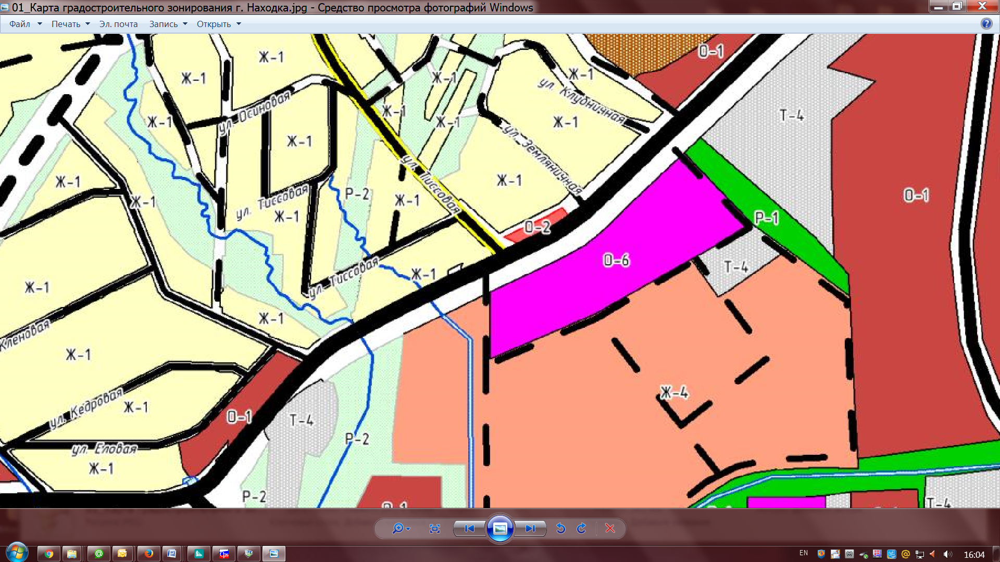 01_Карта градостроительного зонирования г. Находка.jpg - Средство просмотра фотографий Windows
Файл Печать Эл. почта Запись Открыть
О-1
Ж-1
Ж-1
Ж-1
Ж-1
ул. Клубничная
ул. Осиновая
Ж-1
Ж-1
Ж-1
Ж-1
Т-4
Ж-1
ул. Земляничная
ул. Тиссовая
Ж-1
Ж-1
Р-2
Ж-1
Ж-1
О-1
ул. Тиссовая
Ж-1
Р-1
О-2
О-6
Т-4
ул. Тиссовая
Ж-1
Ж-1
Ж-1
Кленовая
Ж-1
Ж-4
ул. Кедровая
Ж-1
О-1
Т-4
Р-2
ул. Еловая
Ж-1
Р-2
О-1
Т-4
EN
16:04